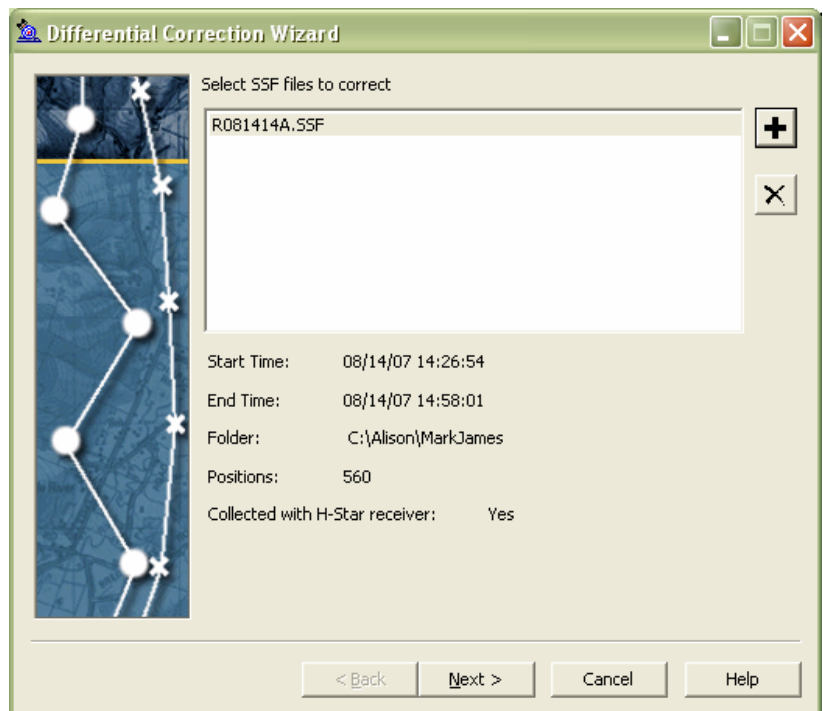 Differential Correction Wizard
Select SSF files to correct
R081414A.SSF
Start Time: 08/14/07 14:26:54
End Time: 08/14/07 14:58:01
Folder: C:\Alison\MarkJames
Positions: 560
Collected with H-Star receiver: Yes
< Back Next > Cancel Help